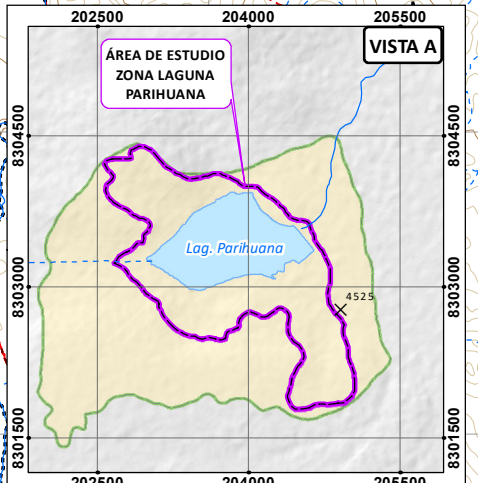 202500 204000 205500
VISTA A
ÁREA DE ESTUDIO
ZONA LAGUNA
PARIHUANA
8304500 8304500
Lag. Parihuana
8303000 8303000
4525
8301500 8301500
202500 204000 205500